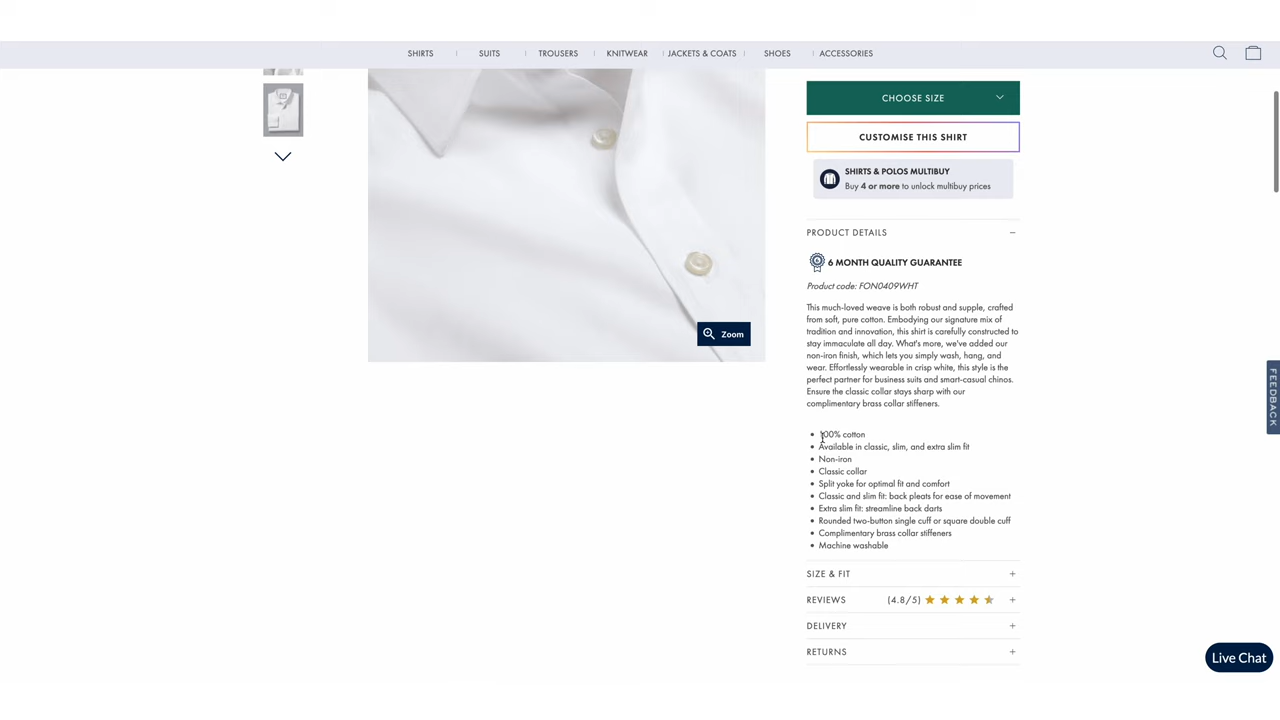 SHIRTS
SUITS
TROUSERS
KNITWEAR
JACKETS & COATS
SHOES
ACCESSORIES
CHOOSE SIZE
CUSTOMISE THIS SHIRT
SHIRTS & POLOS MULTIBUY
Buy 4 or more to unlock multibuy prices
PRODUCT DETAILS
6 MONTH QUALITY GUARANTEE
Product code: FON0409WHT
This much-loved weave is both robust and supple, crafted
from soft, pure cotton. Embodying our signature mix of
tradition and innovation, this shirt is carefully constructed to
stay immaculate all day. What's more, we've added our
non-iron finish, which lets you simply wash, hang, and
wear. Effortlessly wearable in crisp white, this style is the
perfect partner for business suits and smart-casual chinos.
Ensure the classic collar stays sharp with our
complimentary brass collar stiffeners.
• 100% cotton
• Available in classic, slim, and extra slim fit
• Non-iron
• Classic collar
• Split yoke for optimal fit and comfort
• Classic and slim fit: back pleats for ease of movement
• Extra slim fit: streamline back darts
• Rounded two-button single cuff or square double cuff
• Complimentary brass collar stiffeners
• Machine washable
SIZE & FIT
REVIEWS (4.8/5)
DELIVERY
RETURNS
Zoom
FEEDBACK
Live Chat